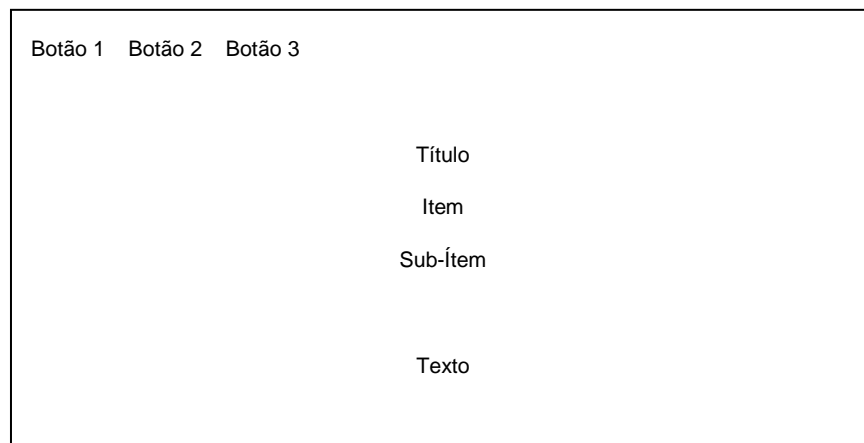 Botão 1 Botão 2 Botão 3
Título
Item
Sub-Ítem
Texto